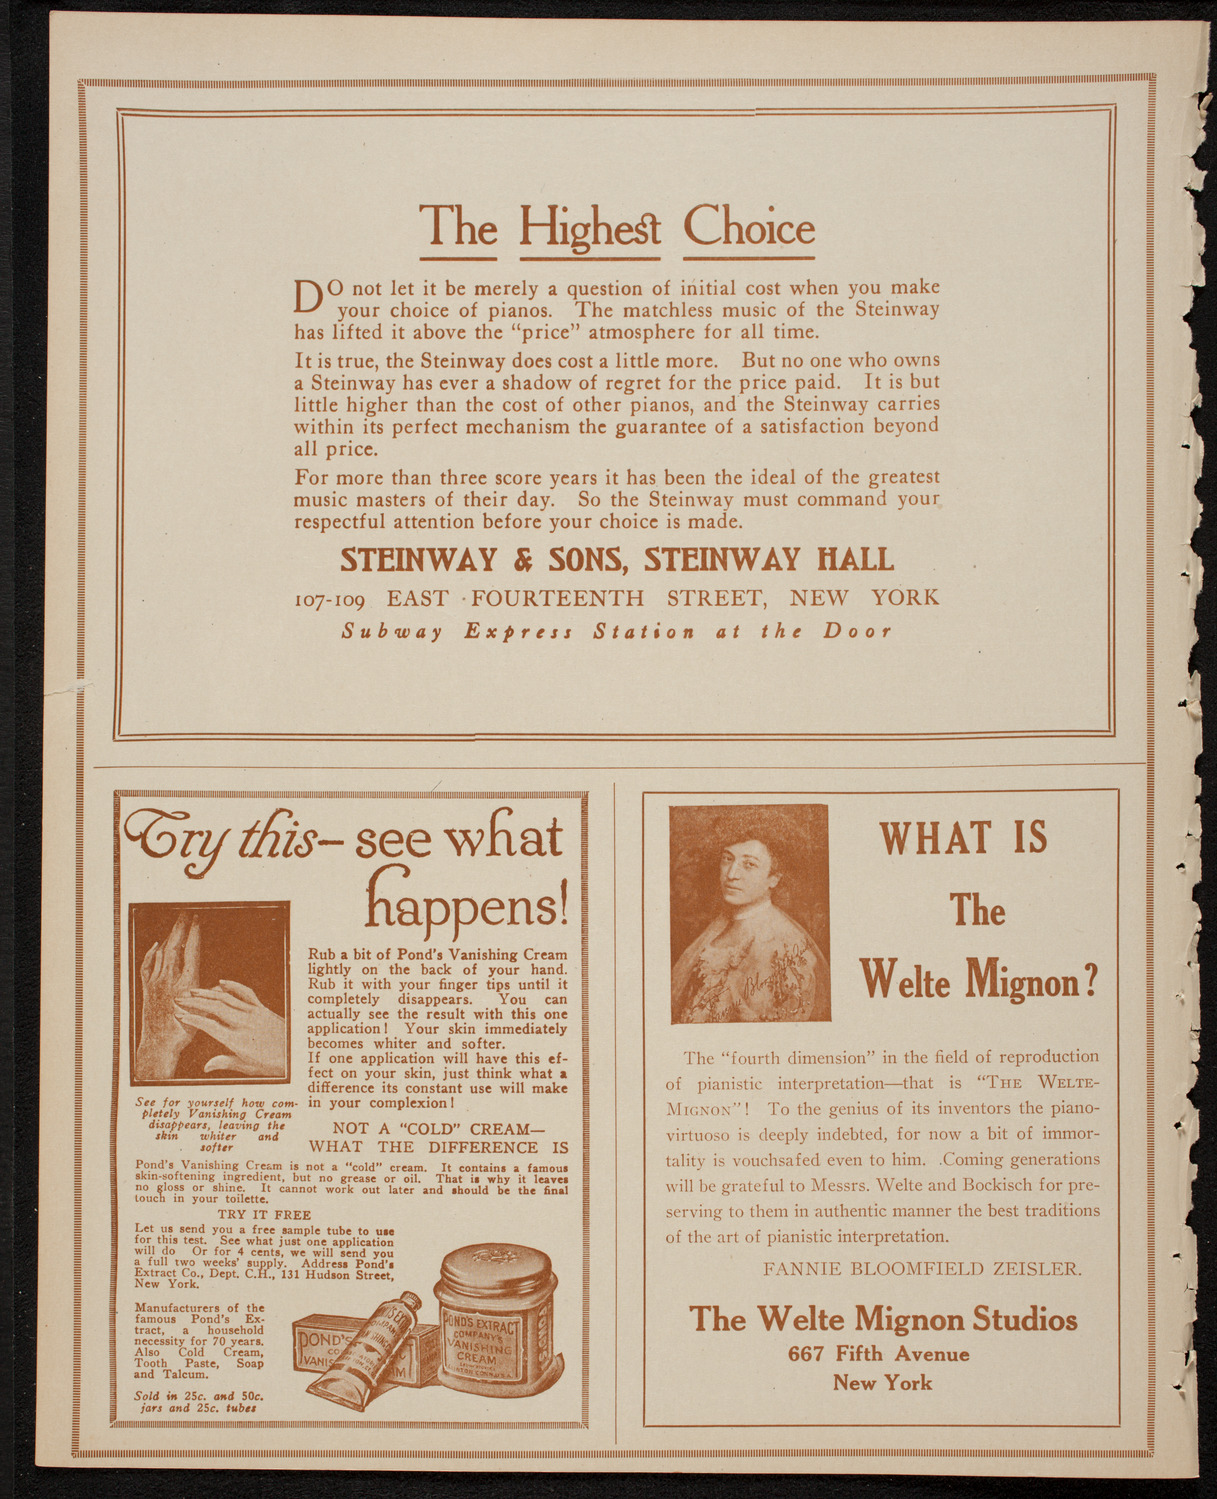 The Highest Choice
DO not let it be merely a question of initial cost when you make
your choice of pianos. The matchless music of the Steinway
has lifted it above the “price” atmosphere for all time.
It is true, the Steinway does cost a little more. But no one who owns
a Steinway has ever a shadow of regret for the price paid. It is but
little higher than the cost of other pianos, and the Steinway carries
within its perfect mechanism the guarantee of a satisfaction beyond
all price.
For more than three score years it has been the ideal of the greatest
music masters of their day. So the Steinway must command your
respectful attention before your choice is made.
STEINWAY & SONS, STEINWAY HALL
107-109 EAST FOURTEENTH STREET, NEW YORK
Subway Express Station at the Door
Try this—see what
happens!
Rub a bit of Pond's Vanishing Cream
lightly on the back of your hand.
Rub it with your finger tips until it
completely disappears. You can
actually see the result with this one
application! Your skin immediately
becomes whiter and softer.
If one application will have this ef-
fect on your skin, just think what a
difference its constant use will make
in your complexion!
See for yourself how com-
pletely Vanishing Cream
disappears, leaving the
skin whiter and
softer
NOT A “COLD” CREAM—
WHAT THE DIFFERENCE IS
Pond's Vanishing Cream is not a “cold” cream. It contains a famous
skin-softening ingredient, but no grease or oil. That is why it leaves
no gloss or shine. It cannot work out later and should be the final
touch in your toilette.
TRY IT FREE
Let us send you a free sample tube to use
for this test. See what just one application
will do Or for 4 cents, we will send you
a full two weeks' supply. Address Pond's
Extract Co., Dept. C.H., 131 Hudson Street,
New York.
Manufacturers of the
famous Pond's Ex-
tract, a household
necessity for 70 years.
Also Cold Cream,
Tooth Paste, Soap
and Talcum.
Sold in 25c. and 50c.
jars and 25c. tubes
POND'S
CO
VANIS
POND'S EXTRACT
COMPANY'S
VANISHING
CREAM
WHAT IS
The
Welte Mignon?
The “fourth dimension” in the field of reproduction
of pianistic interpretation—that is “THE WELTE-
MIGNON”! To the genius of its inventors the piano-
virtuoso is deeply indebted, for now a bit of immor-
tality is vouchsafed even to him. .Coming generations
will be grateful to Messrs. Welte and Bockisch for pre-
serving to them in authentic manner the best traditions
of the art of pianistic interpretation.
FANNIE BLOOMFIELD ZEISLER.
The Welte Mignon Studios
667 Fifth Avenue
New York